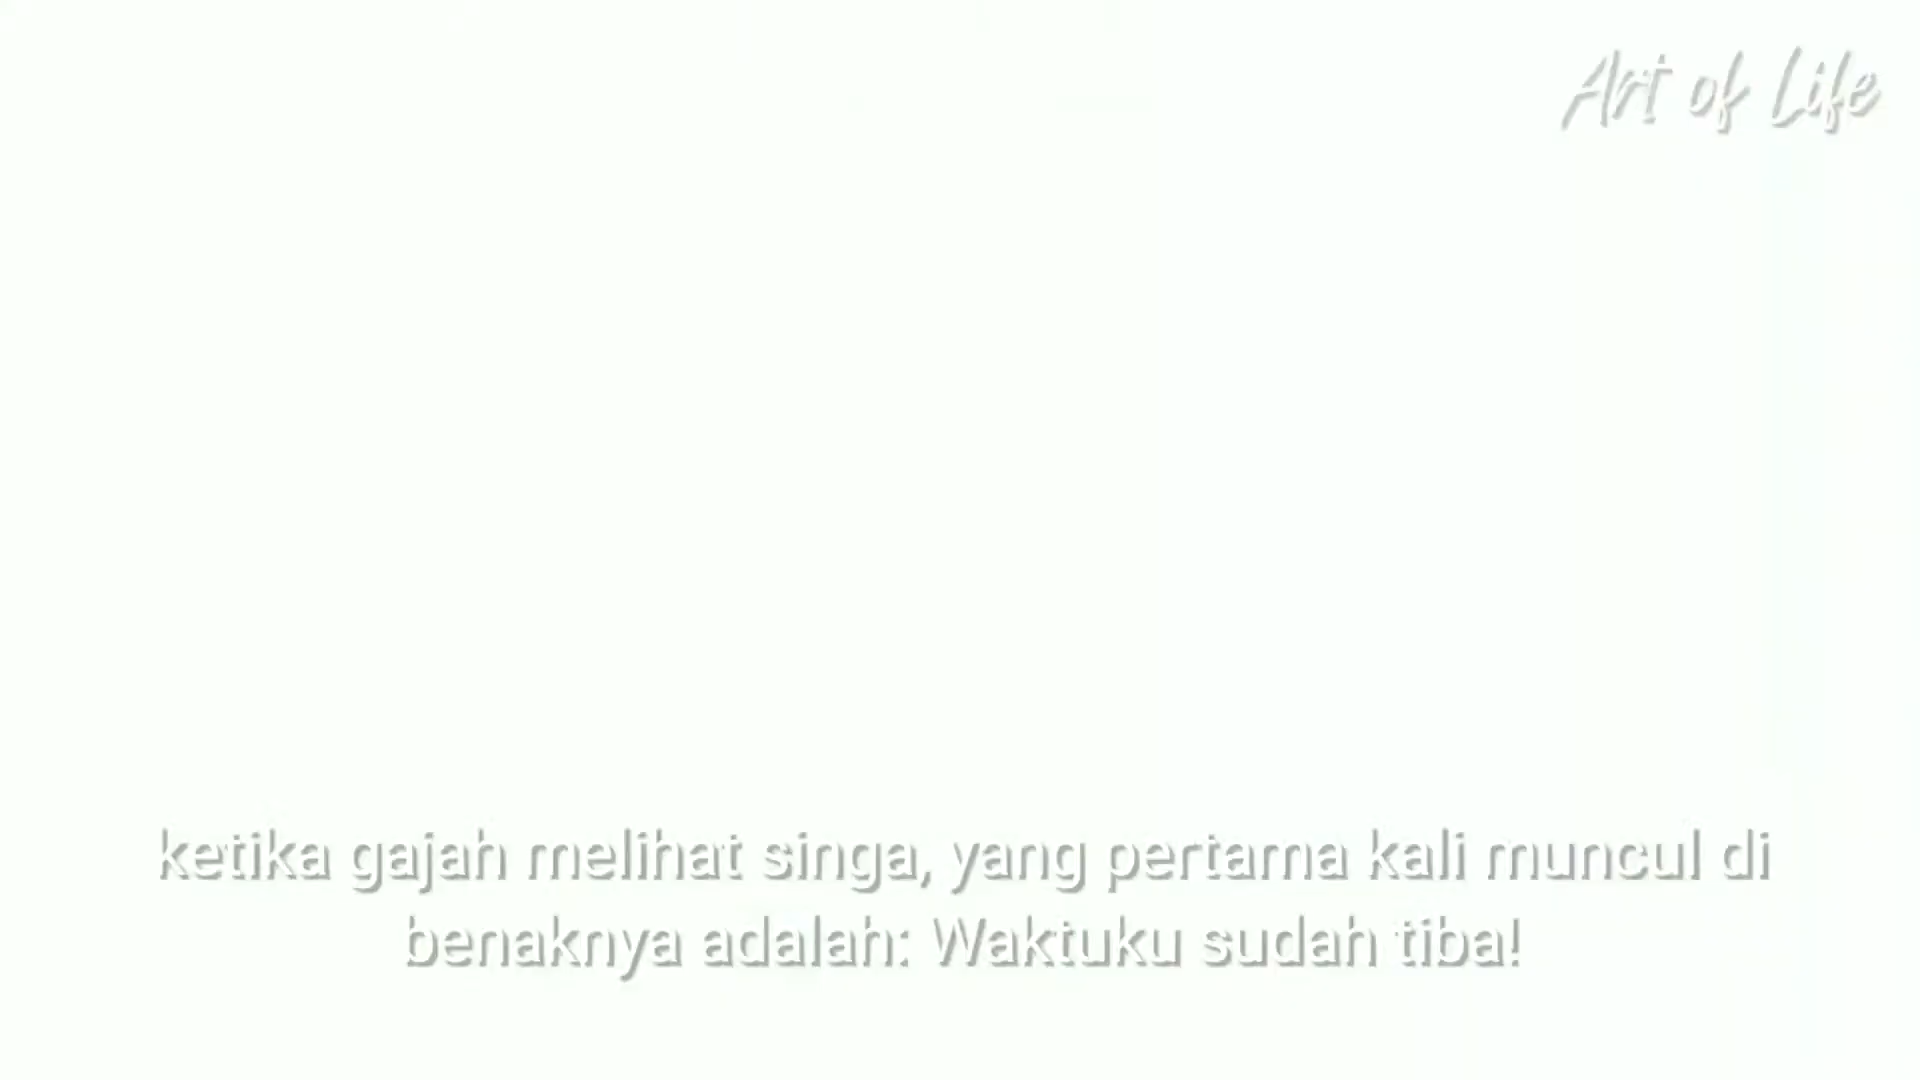 Art of Life
ketika gajah melihat singa, yang pertama kali muncul di
benaknya adalah: Waktuku sudah tiba!